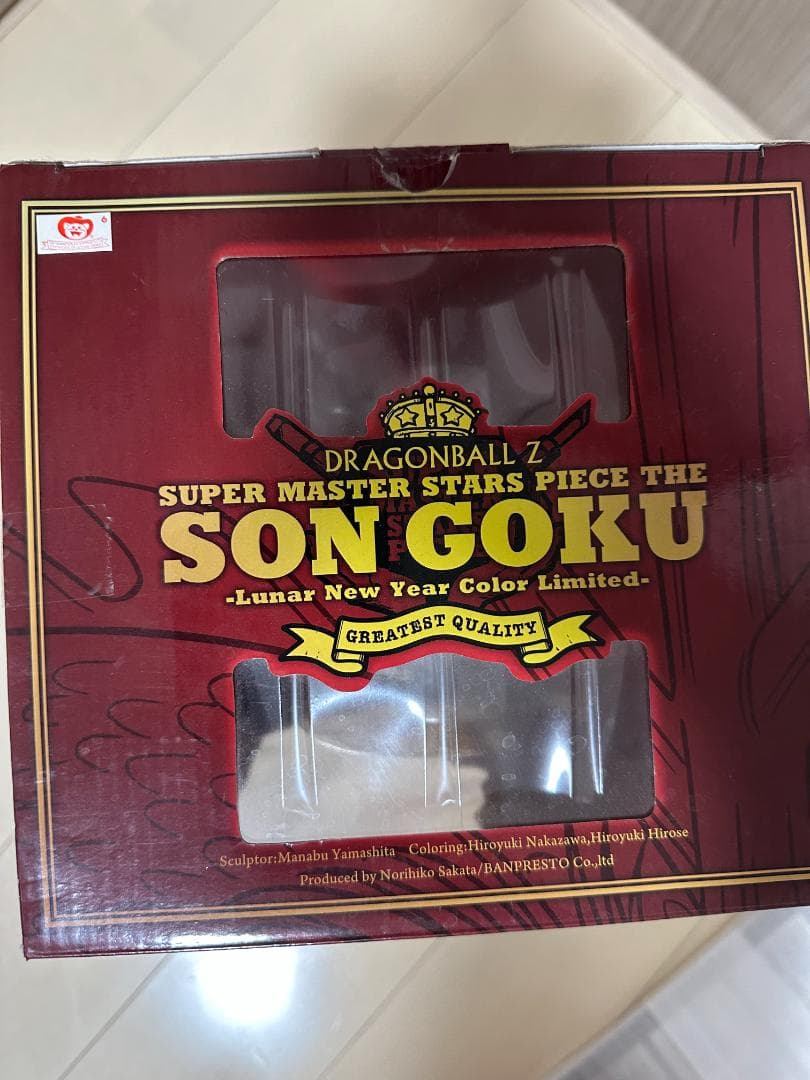 6
DRAGONBALL Z
SUPER MASTER STARS PIECE THE
SON GOKU
-Lunar New Year Color Limited-
GREATEST QUALITY
Sculptor:Manabu Yamashita Coloring:Hiroyuki Nakazawa,Hiroyuki Hirose
Produced by Norihiko Sakata/BANPRESTO Co.,ltd